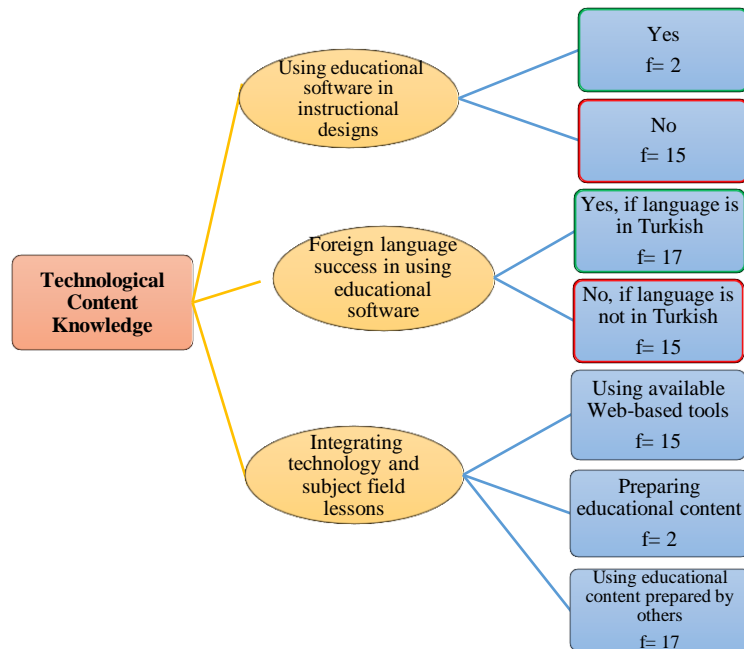 Technological
Content
Knowledge
Using educational
software in
instructional
designs
Yes
f= 2
No
f= 15
Foreign language
success in using
educational
software
Yes, if language is
in Turkish
f= 17
No, if language is
not in Turkish
f= 15
Integrating
technology and
subject field
lessons
Using available
Web-based tools
f= 15
Preparing
educational content
f= 2
Using educational
content prepared by
others
f= 17